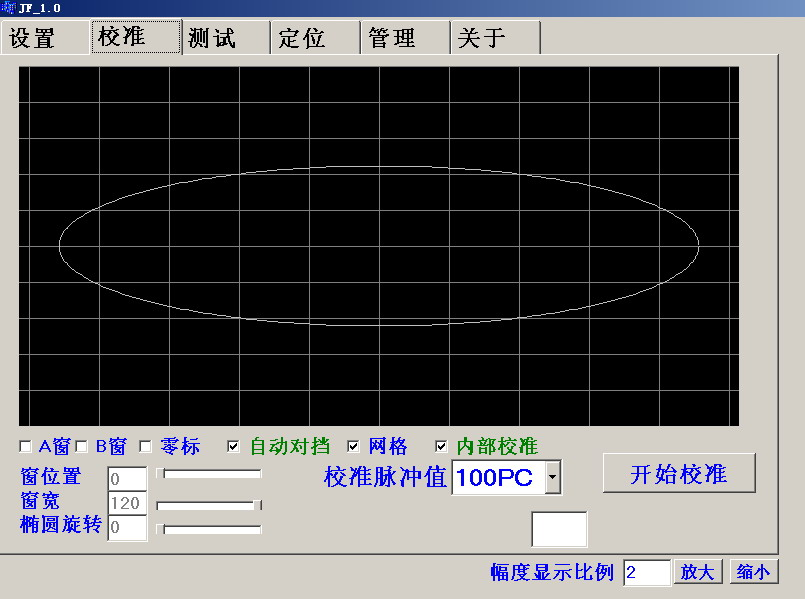 JF_1.0
设置 校准 测试 定位 管理 关于
A窗 B窗 零标 自动对挡 网格 内部校准
窗位置 0 校准脉冲值 100PC 开始校准
窗宽 120
椭圆旋转 0
幅度显示比例 2 放大 缩小